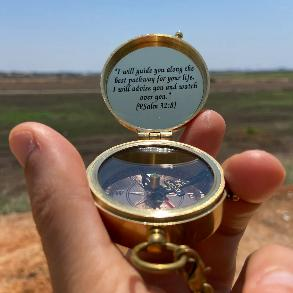 "I will guide you along the
best pathway for your life.
I will advise you and watch
over you."
(PSalm 32:8)